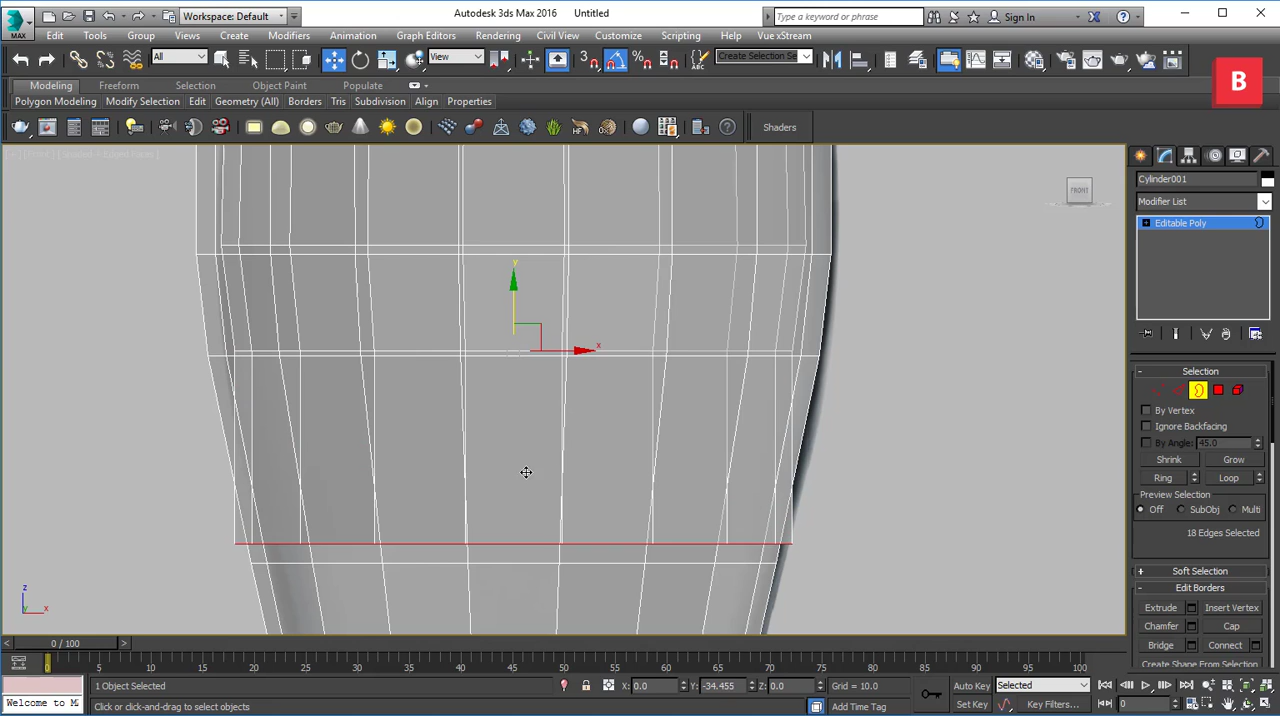 Workspace: Default
Autodesk 3ds Max 2016 Untitled
Type a keyword or phrase
Sign In
MAX
Edit Tools Group Views Create Modifiers Animation Graph Editors Rendering Civil View Customize Scripting Help Vue xStream
All
View
3
%
ABC
Create Selection Se
B
Modeling Freeform Selection Object Paint Populate
Polygon Modeling Modify Selection Edit Geometry (All) Borders Tris Subdivision Align Properties
HF
Shaders
[+] [Front] [Shaded + Edged Faces]
FRONT
y
x
Cylinder001
Modifier List
Editable Poly
- Selection
By Vertex
Ignore Backfacing
By Angle: 45.0
Shrink Grow
Ring Loop
Preview Selection
Off SubObj Multi
18 Edges Selected
+ Soft Selection
- Edit Borders
Extrude Insert Vertex
Chamfer Cap
Bridge Connect
Create Shape From Selection
z
y x
< 0 / 100 >
0 5 10 15 20 25 30 35 40 45 50 55 60 65 70 75 80 85 90 95 100
1 Object Selected
X: 0.0 Y: -34.455 Z: 0.0 Grid = 10.0
Auto Key Selected
Welcome to M
Click or click-and-drag to select objects
Add Time Tag
Set Key Key Filters... 0